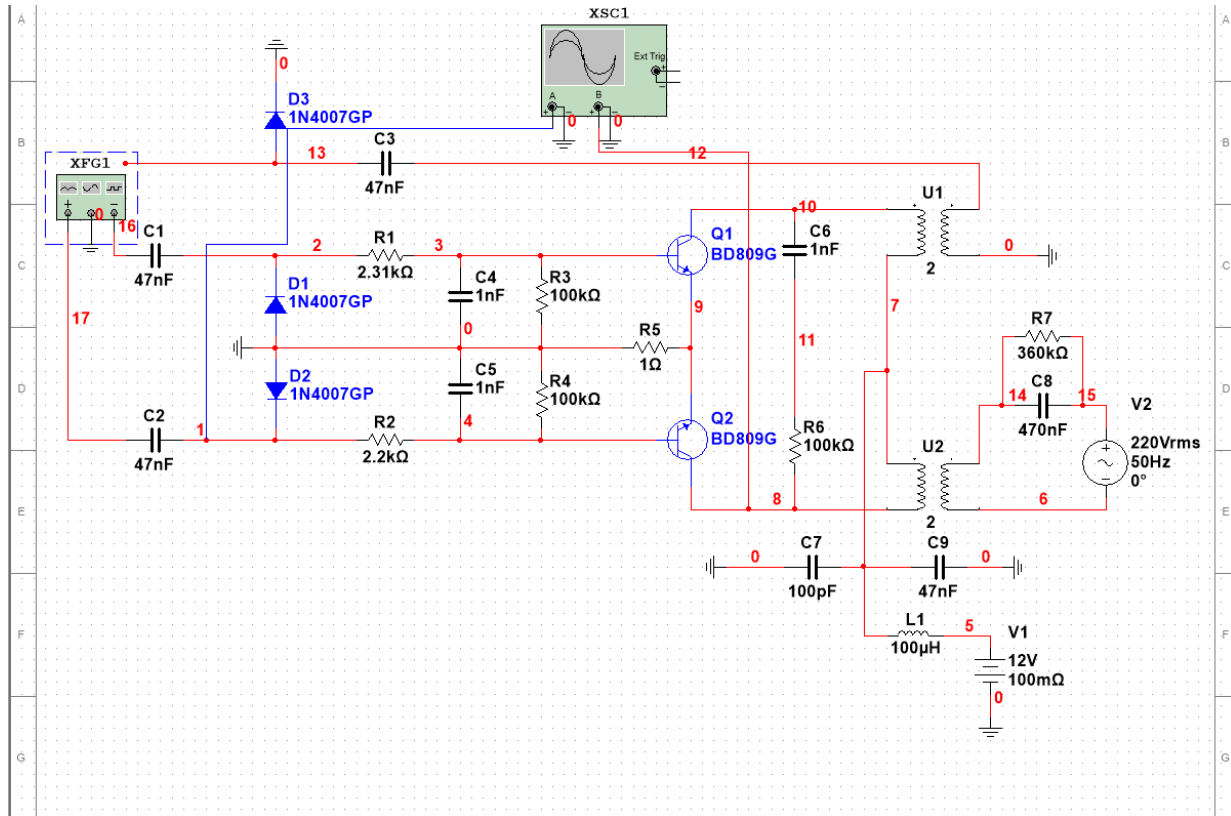 A
A
XSC1
Ext Trig
+
−
A
B
+
−
+
−
0
0
0
D3
1N4007GP
B
B
13
C3
47nF
12
XFG1
+
−
0
16
U1
2
10
0
C1
47nF
2
R1
2.31kΩ
3
Q1
BD809G
C6
1nF
C
C
C4
1nF
R3
100kΩ
D1
1N4007GP
9
7
17
0
R5
1Ω
11
R7
360kΩ
D
D
D2
1N4007GP
C5
1nF
R4
100kΩ
14
C8
470nF
15
V2
220Vrms
50Hz
0°
+
C2
47nF
1
R2
2.2kΩ
4
Q2
BD809G
R6
100kΩ
U2
2
8
6
E
E
0
C7
100pF
C9
47nF
0
F
F
L1
100µH
5
V1
12V
100mΩ
0
G
G